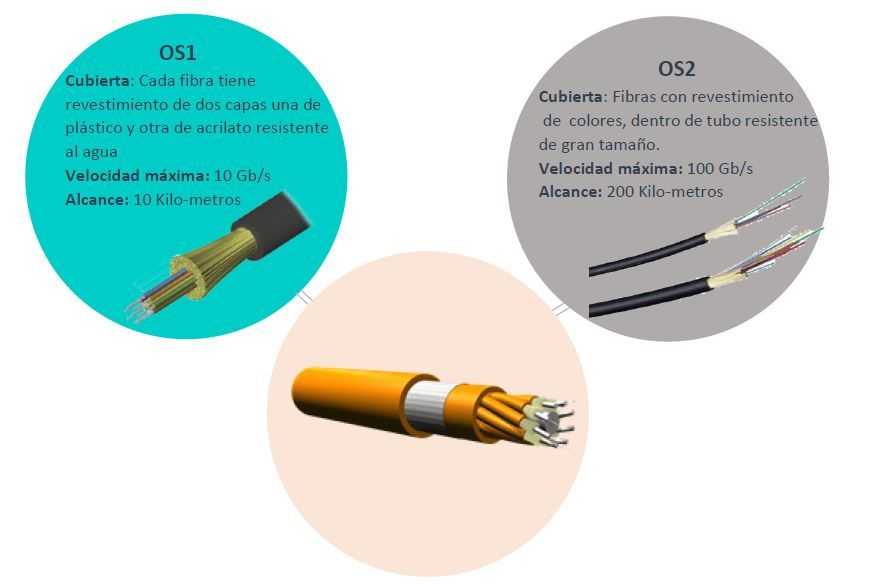 OS1
Cubierta: Cada fibra tiene
revestimiento de dos capas una de
plástico y otra de acrilato resistente
al agua
Velocidad máxima: 10 Gb/s
Alcance: 10 Kilo-metros
OS2
Cubierta: Fibras con revestimiento
de colores, dentro de tubo resistente
de gran tamaño.
Velocidad máxima: 100 Gb/s
Alcance: 200 Kilo-metros